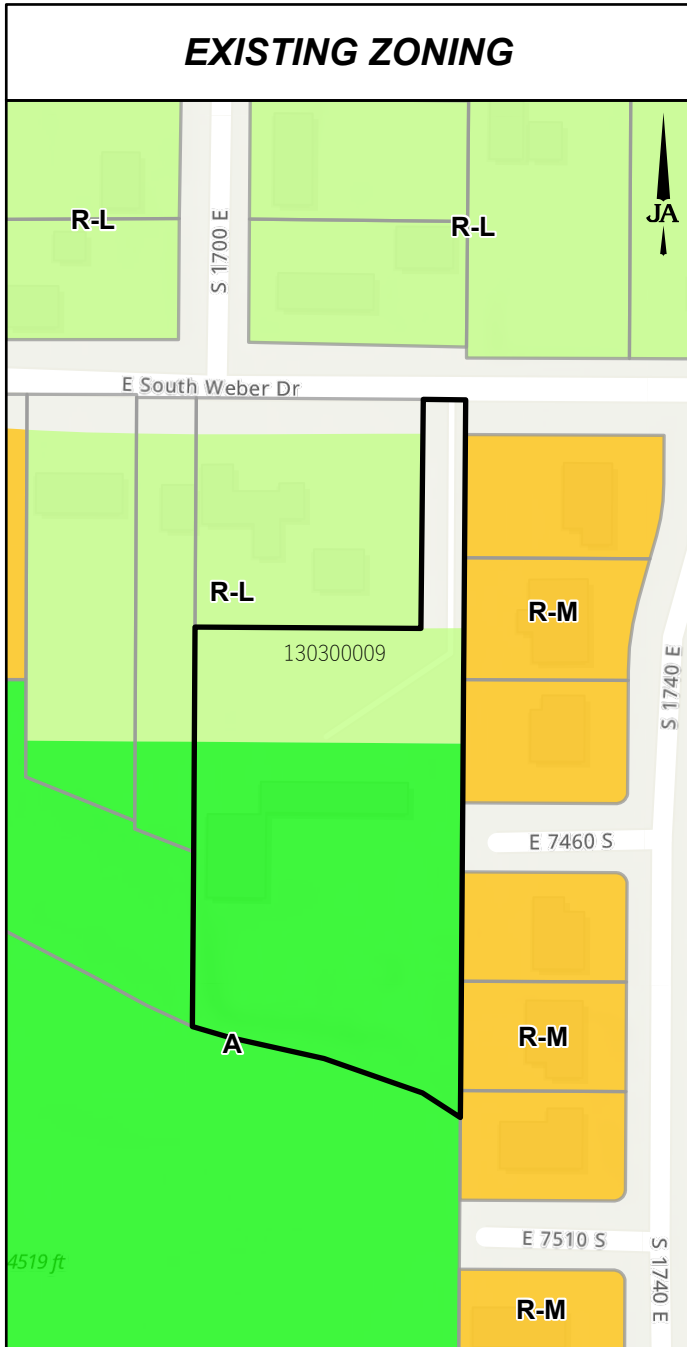 EXISTING ZONING
R-L
S 1700 E
R-L
JA
E South Weber Dr
R-L
130300009
R-M
S 1740 E
E 7460 S
A
R-M
4519 ft
E 7510 S
S 1740 E
R-M